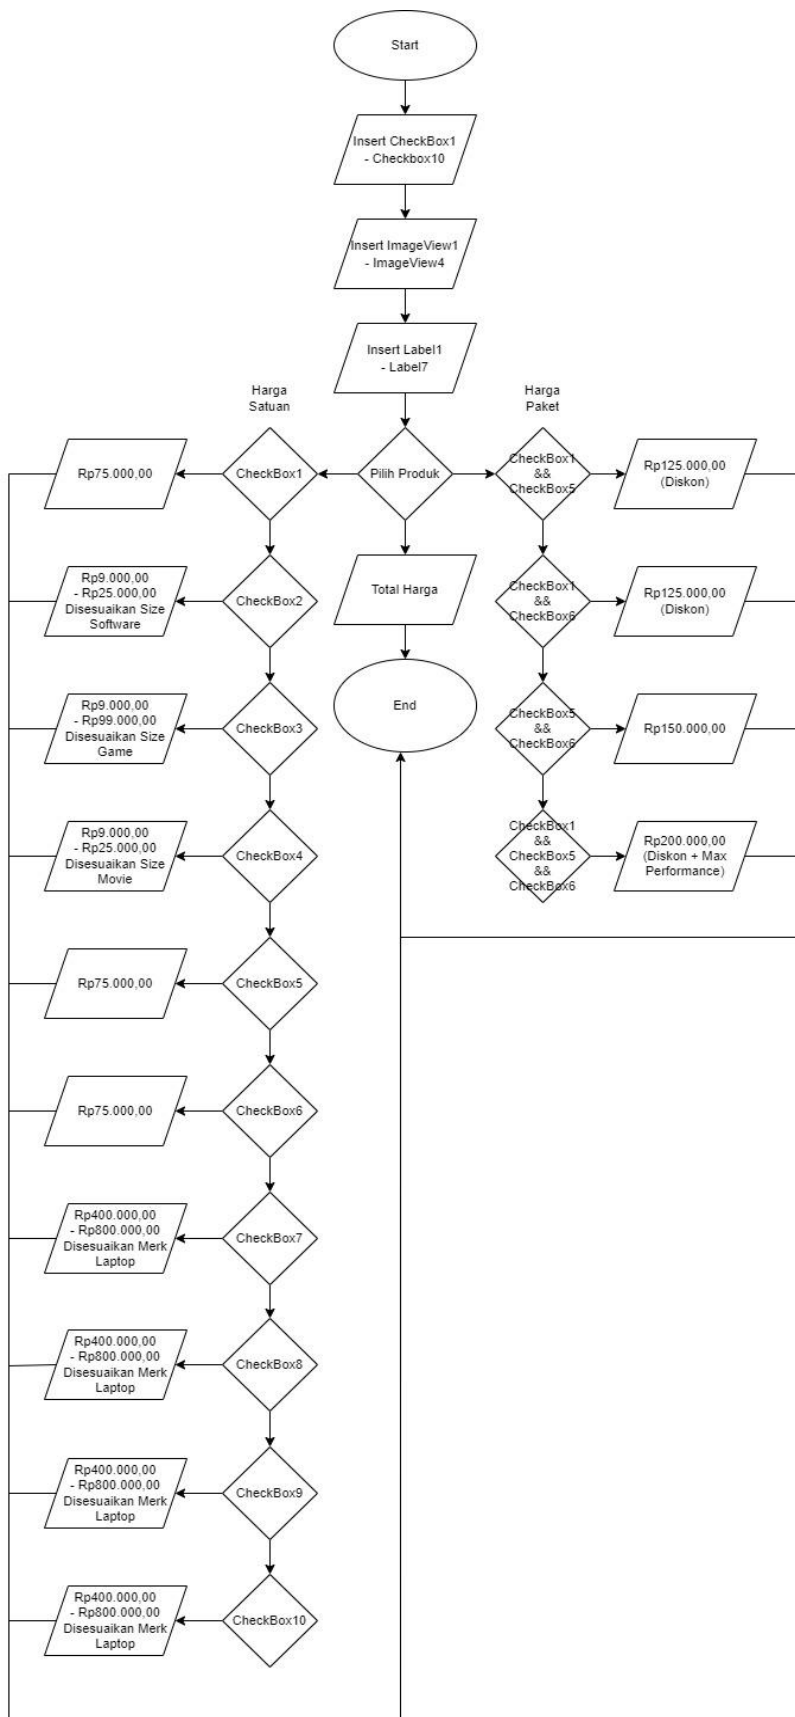 Start
Insert CheckBox1
- Checkbox10
Insert ImageView1
- ImageView4
Insert Label1
- Label7
Harga
Satuan
Harga
Paket
Rp75.000,00
CheckBox1
Pilih Produk
CheckBox1
&&
CheckBox5
Rp125.000,00
(Diskon)
Rp9.000,00
- Rp25.000,00
Disesuaikan Size
Software
CheckBox2
Total Harga
CheckBox1
&&
CheckBox6
Rp125.000,00
(Diskon)
Rp9.000,00
- Rp99.000,00
Disesuaikan Size
Game
CheckBox3
End
CheckBox5
&&
CheckBox6
Rp150.000,00
Rp9.000,00
- Rp25.000,00
Disesuaikan Size
Movie
CheckBox4
CheckBox1
&&
CheckBox5
&&
CheckBox6
Rp200.000,00
(Diskon + Max
Performance)
Rp75.000,00
CheckBox5
Rp75.000,00
CheckBox6
Rp400.000,00
- Rp800.000,00
Disesuaikan Merk
Laptop
CheckBox7
Rp400.000,00
- Rp800.000,00
Disesuaikan Merk
Laptop
CheckBox8
Rp400.000,00
- Rp800.000,00
Disesuaikan Merk
Laptop
CheckBox9
Rp400.000,00
- Rp800.000,00
Disesuaikan Merk
Laptop
CheckBox10